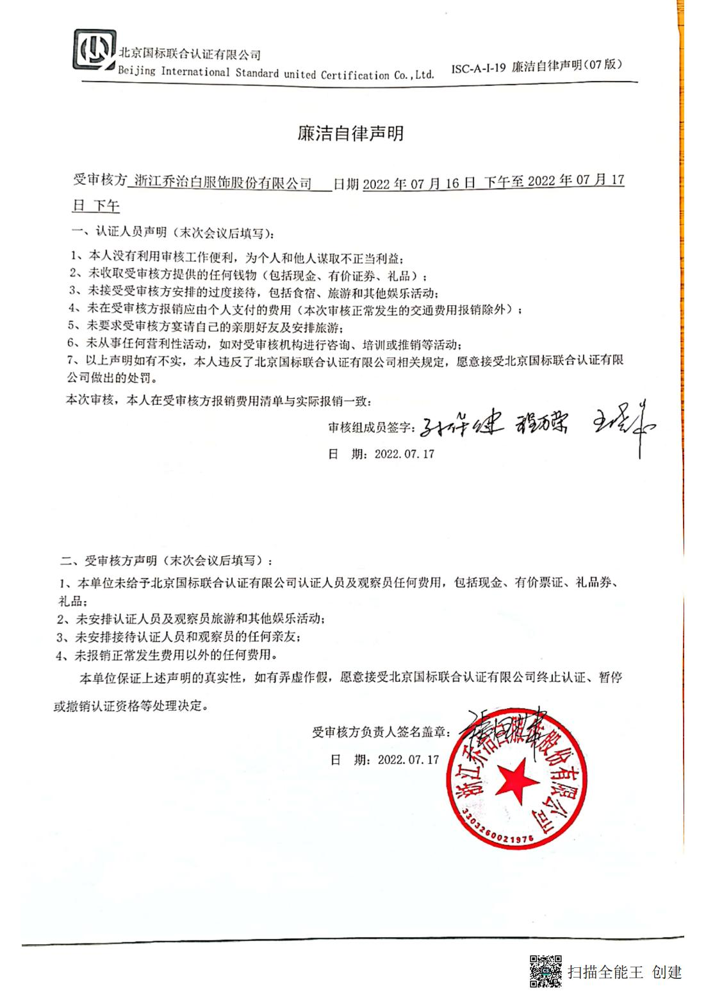 北京国标联合认证有限公司
Beijing International Standard united Certification Co.,Ltd. ISC-A-I-19 廉洁自律声明(07版)
廉洁自律声明
受审核方 浙江乔治白服饰股份有限公司 日期 2022 年 07 月 16 日 下午至 2022 年 07 月 17
日 下午
一、认证人员声明（末次会议后填写）：
1、本人没有利用审核工作便利，为个人和他人谋取不正当利益；
2、未收取受审核方提供的任何钱物（包括现金、有价证券、礼品）；
3、未接受受审核方安排的过度接待，包括食宿、旅游和其他娱乐活动；
4、未在受审核方报销应由个人支付的费用（本次审核正常发生的交通费用报销除外）；
5、未要求受审核方宴请自己的亲朋好友及安排旅游；
6、未从事任何营利性活动，如对受审核机构进行咨询、培训或推销等活动；
7、以上声明如有不实，本人违反了北京国标联合认证有限公司相关规定，愿意接受北京国标联合认证有限
公司做出的处罚。
本次审核，本人在受审核方报销费用清单与实际报销一致：
审核组成员签字： 程万荣
日 期：2022.07.17
二、受审核方声明（末次会议后填写）：
1、本单位未给予北京国标联合认证有限公司认证人员及观察员任何费用，包括现金、有价票证、礼品券、
礼品；
2、未安排认证人员及观察员旅游和其他娱乐活动；
3、未安排接待认证人员和观察员的任何亲友；
4、未报销正常发生费用以外的任何费用。
本单位保证上述声明的真实性，如有弄虚作假，愿意接受北京国标联合认证有限公司终止认证、暂停
或撤销认证资格等处理决定。
受审核方负责人签名盖章：
日 期：2022.07.17
浙江乔治白服饰股份有限公司
3303260021976
扫描全能王 创建